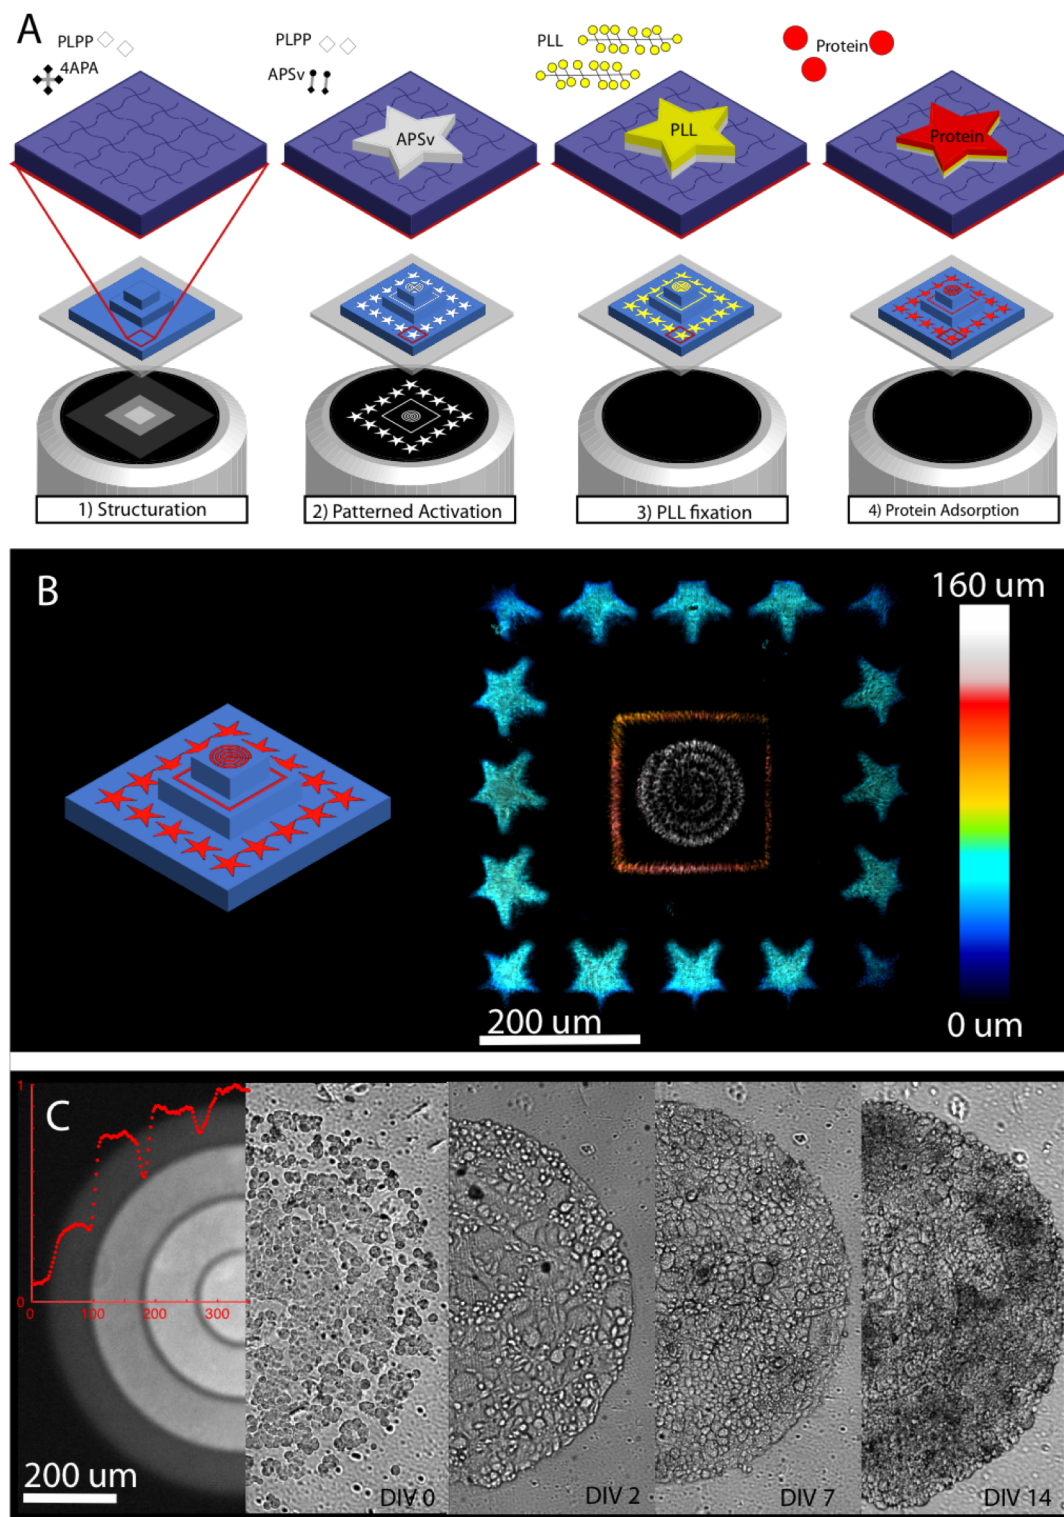 A
PLPP
4APA
PLPP
APSv
PLL
Protein
APSv
PLL
Protein
1) Structuration
2) Patterned Activation
3) PLL fixation
4) Protein Adsorption
B
160 um
200 um
0 um
C
1
0
0 100 200 300
200 um
DIV 0
DIV 2
DIV 7
DIV 14